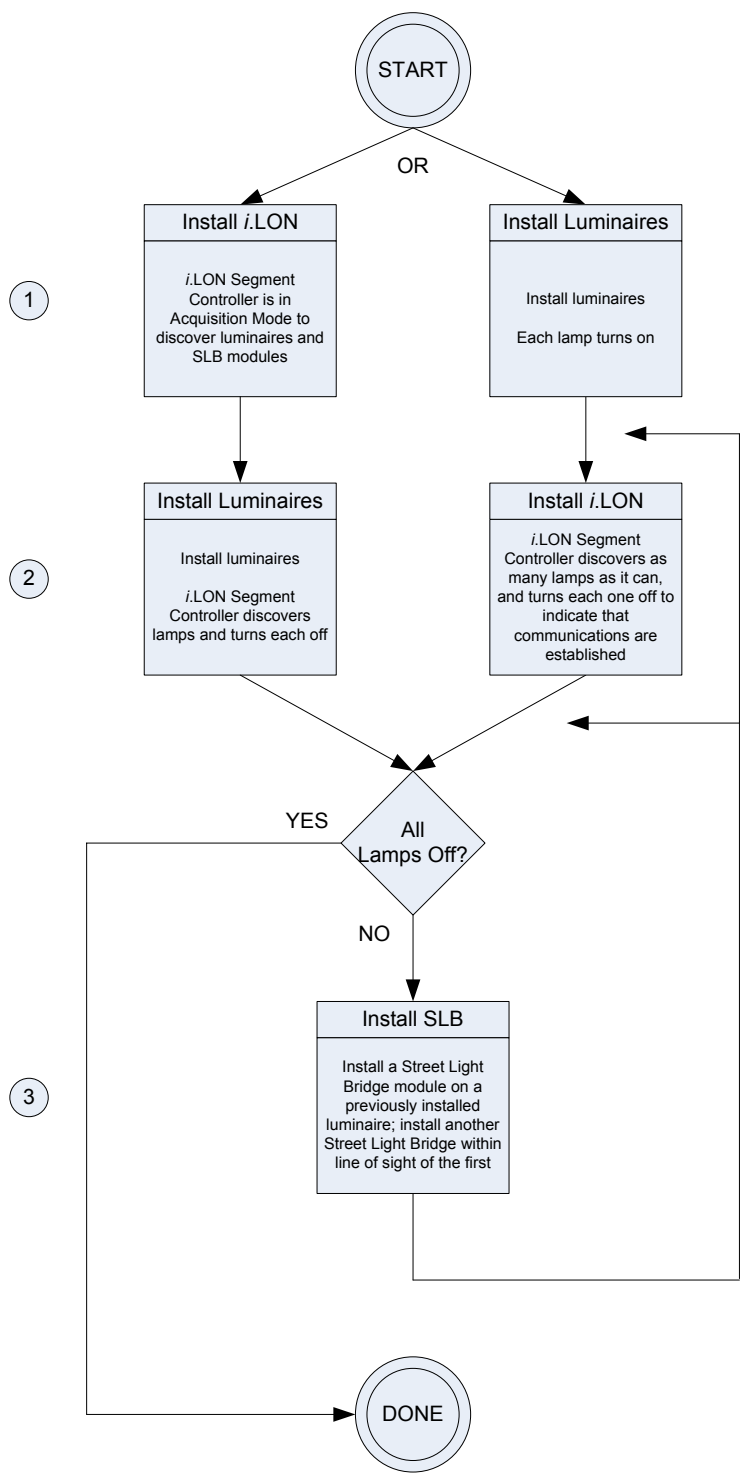 START
OR
1
Install i.LON
i.LON Segment
Controller is in
Acquisition Mode to
discover luminaires and
SLB modules
Install Luminaires
Install luminaires
Each lamp turns on
2
Install Luminaires
Install luminaires
i.LON Segment
Controller discovers
lamps and turns each off
Install i.LON
i.LON Segment
Controller discovers as
many lamps as it can,
and turns each one off to
indicate that
communications are
established
YES
All
Lamps Off?
NO
3
Install SLB
Install a Street Light
Bridge module on a
previously installed
luminaire; install another
Street Light Bridge within
line of sight of the first
DONE